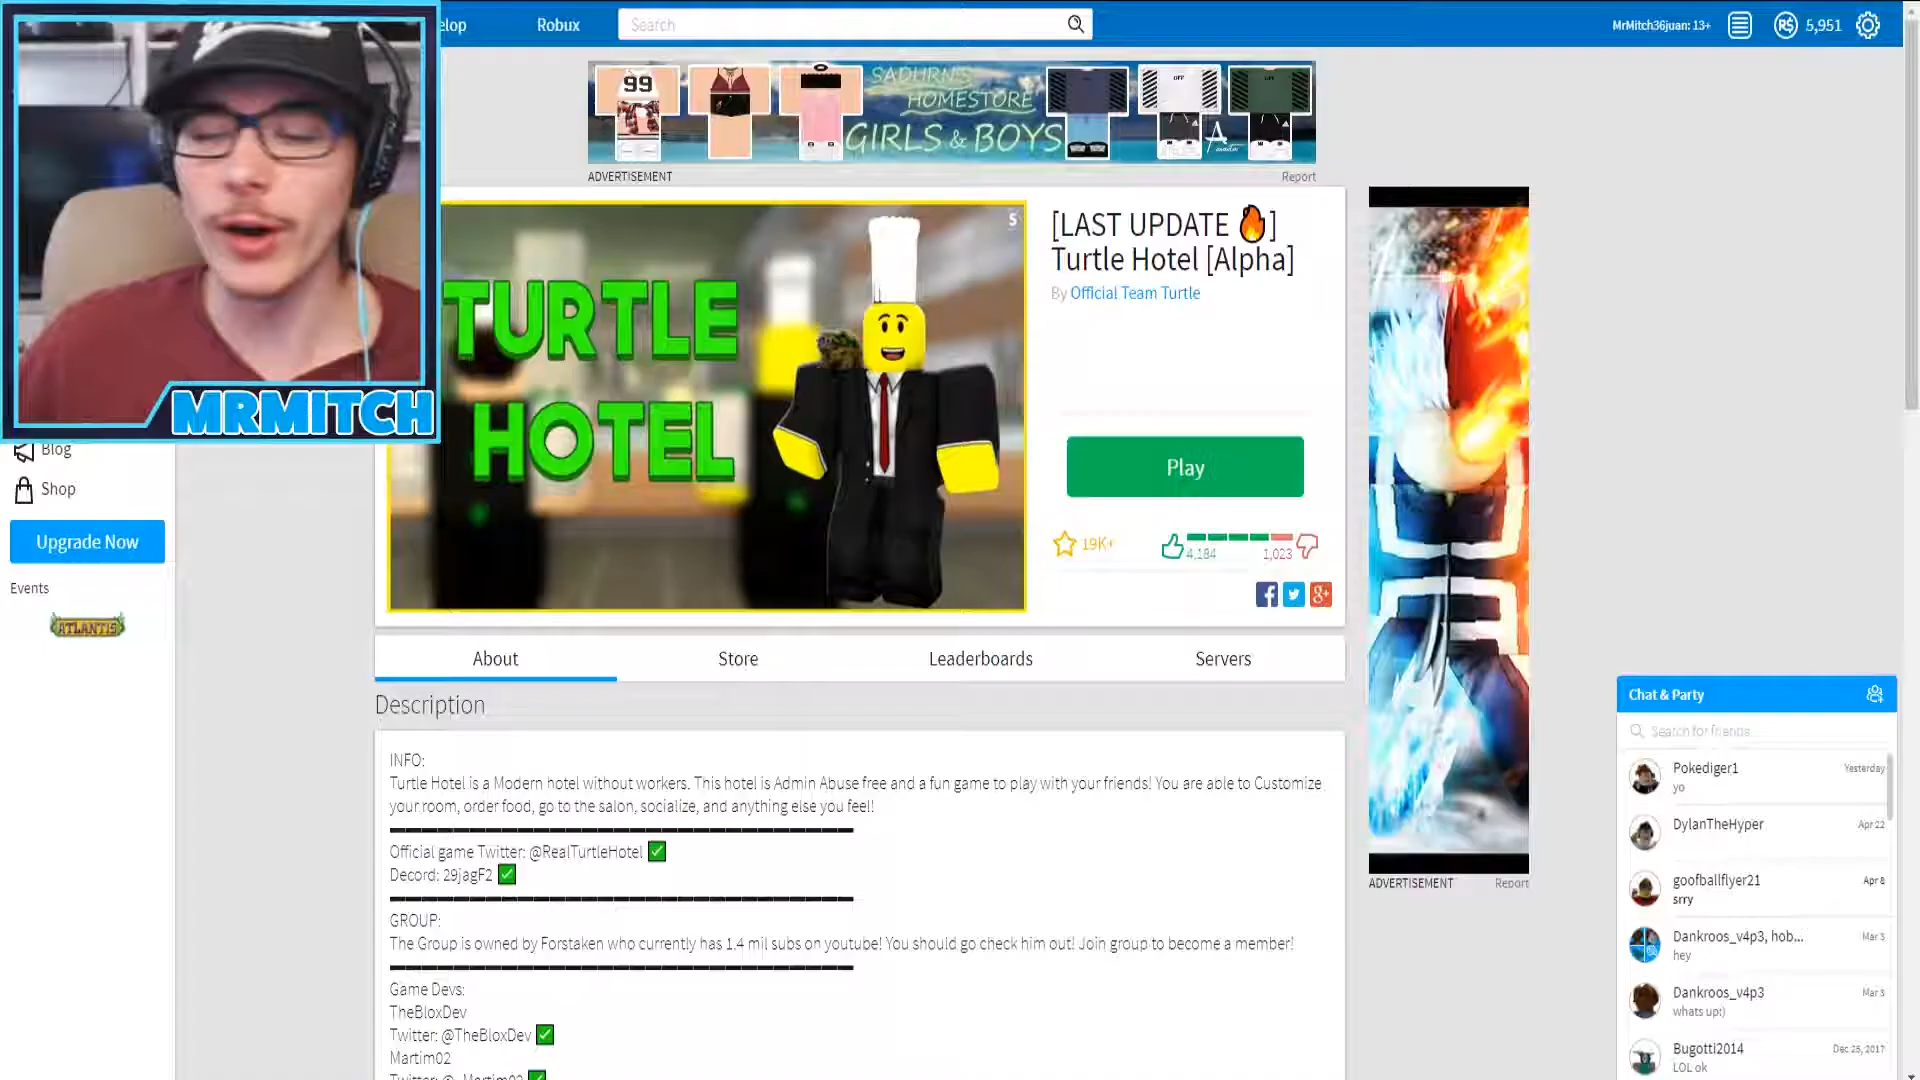 elop
Robux
Search
MrMitch36juan: 13+
5,951
99
SADURN'S
HOMESTORE
GIRLS & BOYS
OFF
OFF
ADVERTISEMENT
Report
MRMITCH
Blog
Shop
Upgrade Now
Events
ATLANTIS
TURTLE
HOTEL
S
[LAST UPDATE 🔥]
Turtle Hotel [Alpha]
By Official Team Turtle
Play
19K+
4,184
1,023
About
Store
Leaderboards
Servers
Description
INFO:
Turtle Hotel is a Modern hotel without workers. This hotel is Admin Abuse free and a fun game to play with your friends! You are able to Customize
your room, order food, go to the salon, socialize, and anything else you feel!
Official game Twitter: @RealTurtleHotel ✅
Decord: 29jagF2 ✅
GROUP:
The Group is owned by Forstaken who currently has 1.4 mil subs on youtube! You should go check him out! Join group to become a member!
Game Devs:
TheBloxDev
Twitter: @TheBloxDev ✅
Martim02
Twitter: @_Martim02 ✅
ADVERTISEMENT
Report
Chat & Party
Search for friends
Pokediger1
Yesterday
yo
DylanTheHyper
Apr 22
goofballflyer21
Apr 8
srry
Dankroos_v4p3, hob...
Mar 3
hey
Dankroos_v4p3
Mar 3
whats up:)
Bugotti2014
Dec 25, 2017
LOL ok